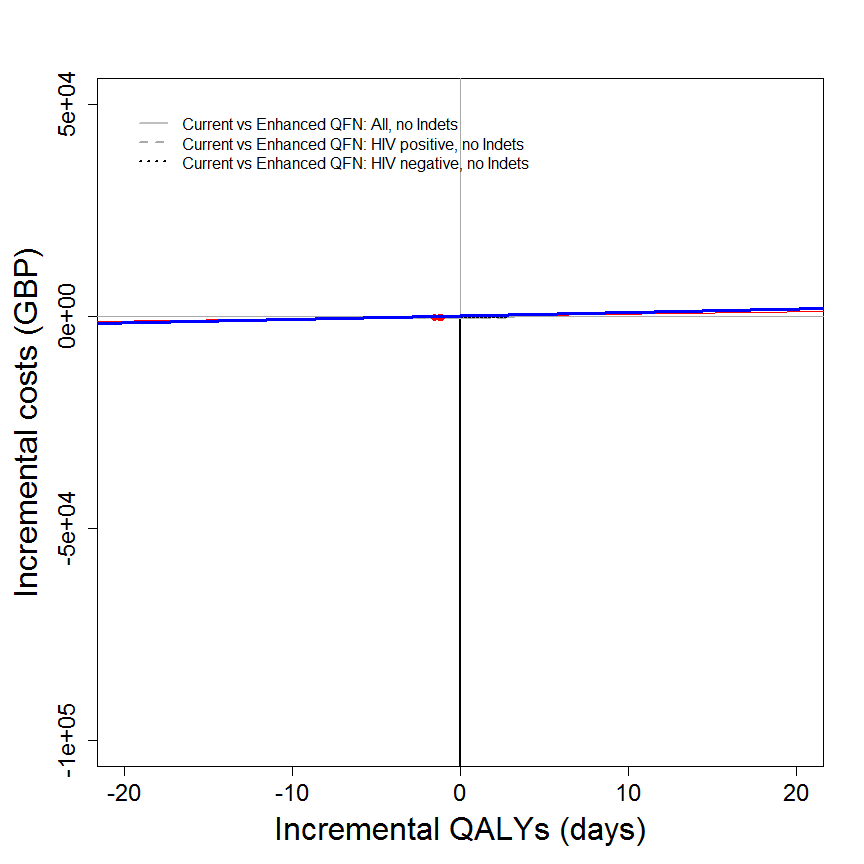 5e+04
0e+00
-5e+04
-1e+05
Incremental costs (GBP)
Current vs Enhanced QFN: All, no Indets
Current vs Enhanced QFN: HIV positive, no Indets
Current vs Enhanced QFN: HIV negative, no Indets
-20
-10
0
10
20
Incremental QALYs (days)